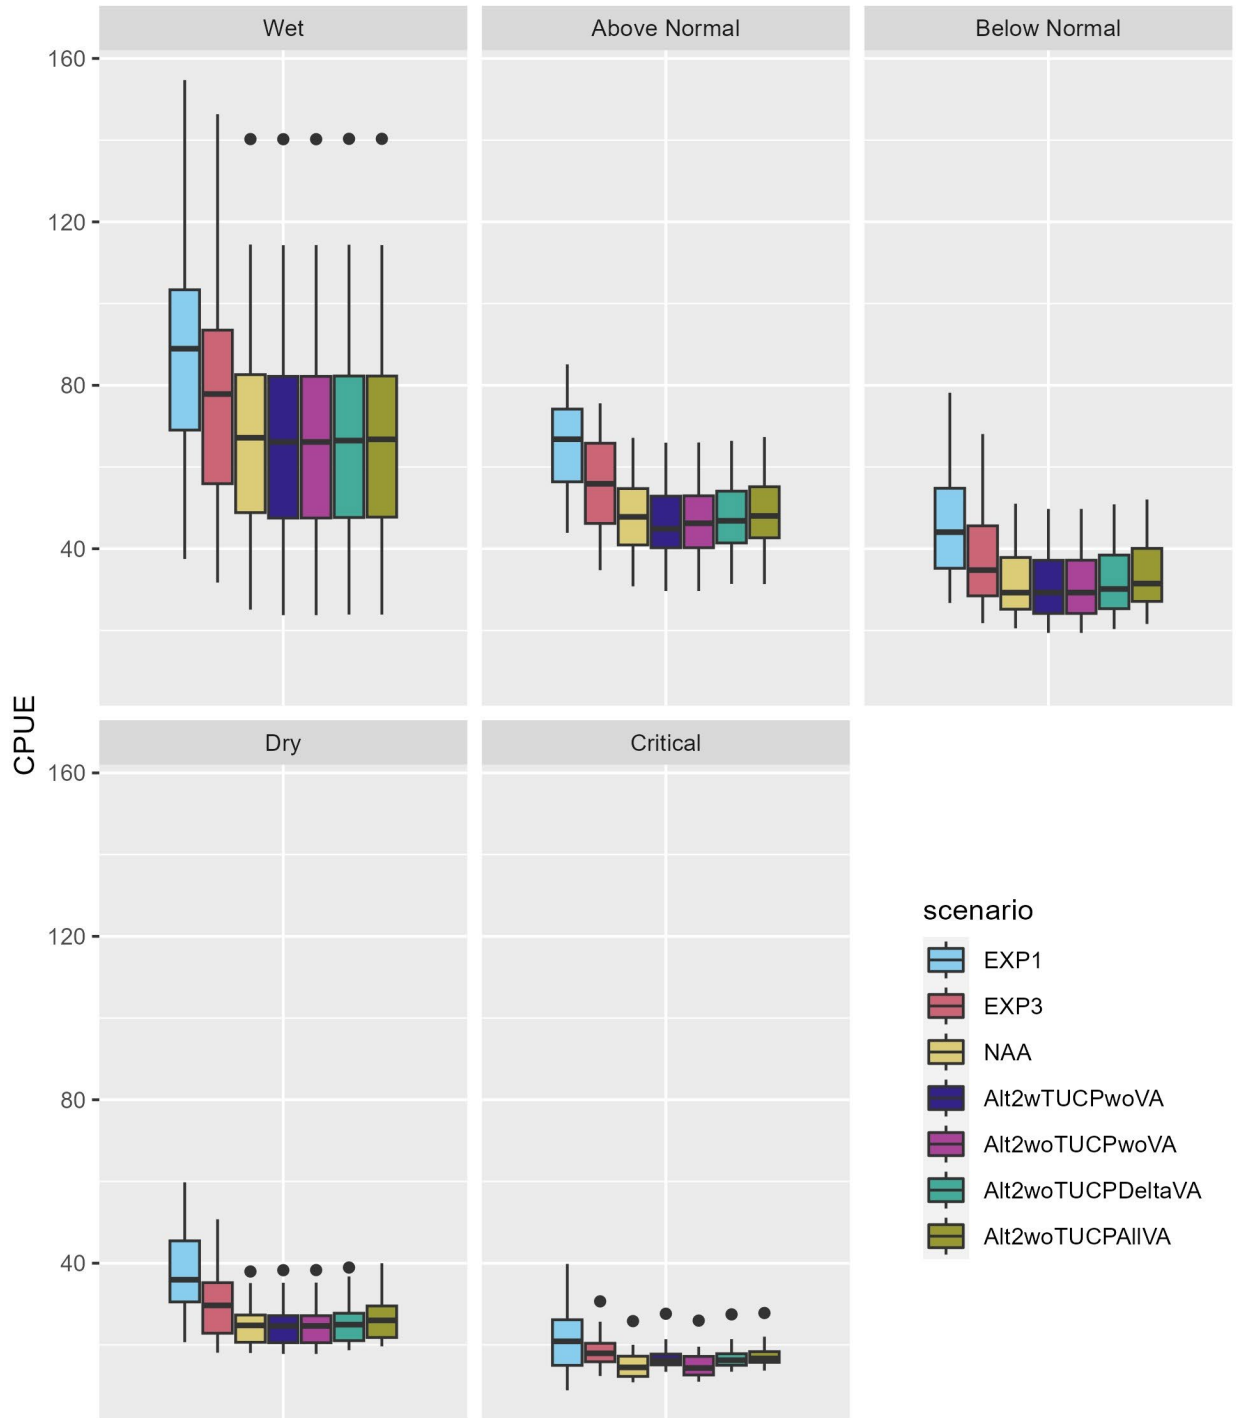 Wet
Above Normal
Below Normal
160
120
80
40
CPUE
Dry
Critical
160
120
80
40
scenario
EXP1
EXP3
NAA
Alt2wTUCPwoVA
Alt2woTUCPwoVA
Alt2woTUCPDeltaVA
Alt2woTUCPAllVA